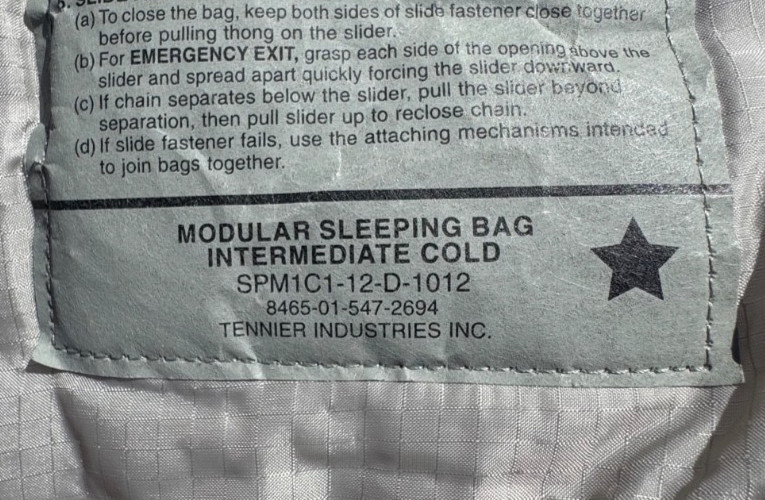 (a) To close the bag, keep both sides of slide fastener close together
before pulling thong on the slider.
(b) For EMERGENCY EXIT, grasp each side of the opening above the
slider and spread apart quickly forcing the slider downward.
(c) If chain separates below the slider, pull the slider beyond
separation, then pull slider up to reclose chain.
(d) If slide fastener fails, use the attaching mechanisms intended
to join bags together.
MODULAR SLEEPING BAG
INTERMEDIATE COLD
SPM1C1-12-D-1012
8465-01-547-2694
TENNIER INDUSTRIES INC.